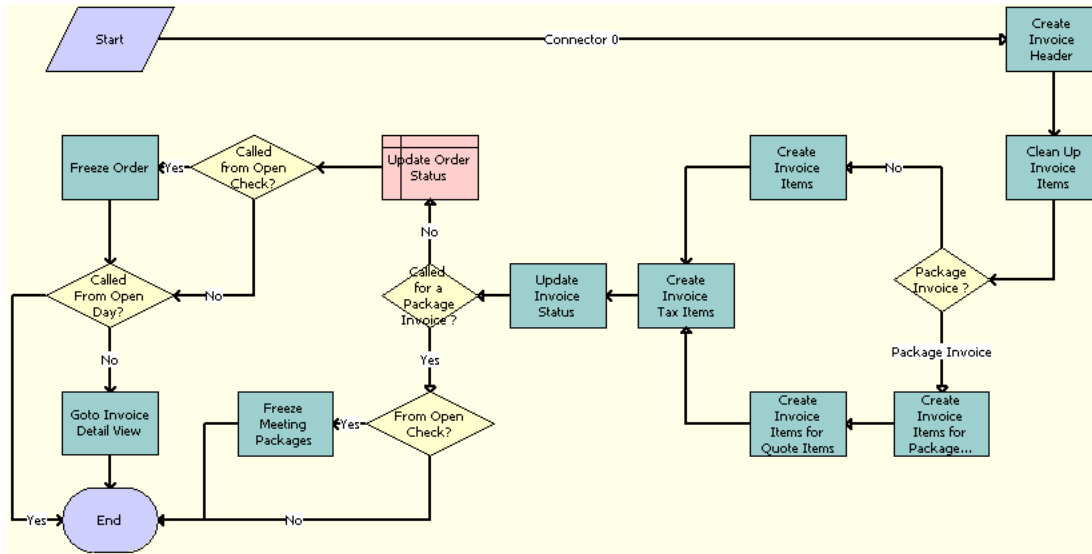 Start
Connector 0
Create
Invoice
Header
Freeze Order
Yes
Called
from Open
Check?
Update Order
Status
Create
Invoice
Items
No
Clean Up
Invoice
Items
No
Called
From Open
Day?
No
Called
for a
Package
Invoice ?
Update
Invoice
Status
Create
Invoice
Tax Items
Package
Invoice ?
No
Yes
Package Invoice
Goto Invoice
Detail View
Freeze
Meeting
Packages
Yes
From Open
Check?
Create
Invoice
Items for
Quote Items
Create
Invoice
Items for
Package...
Yes
End
No